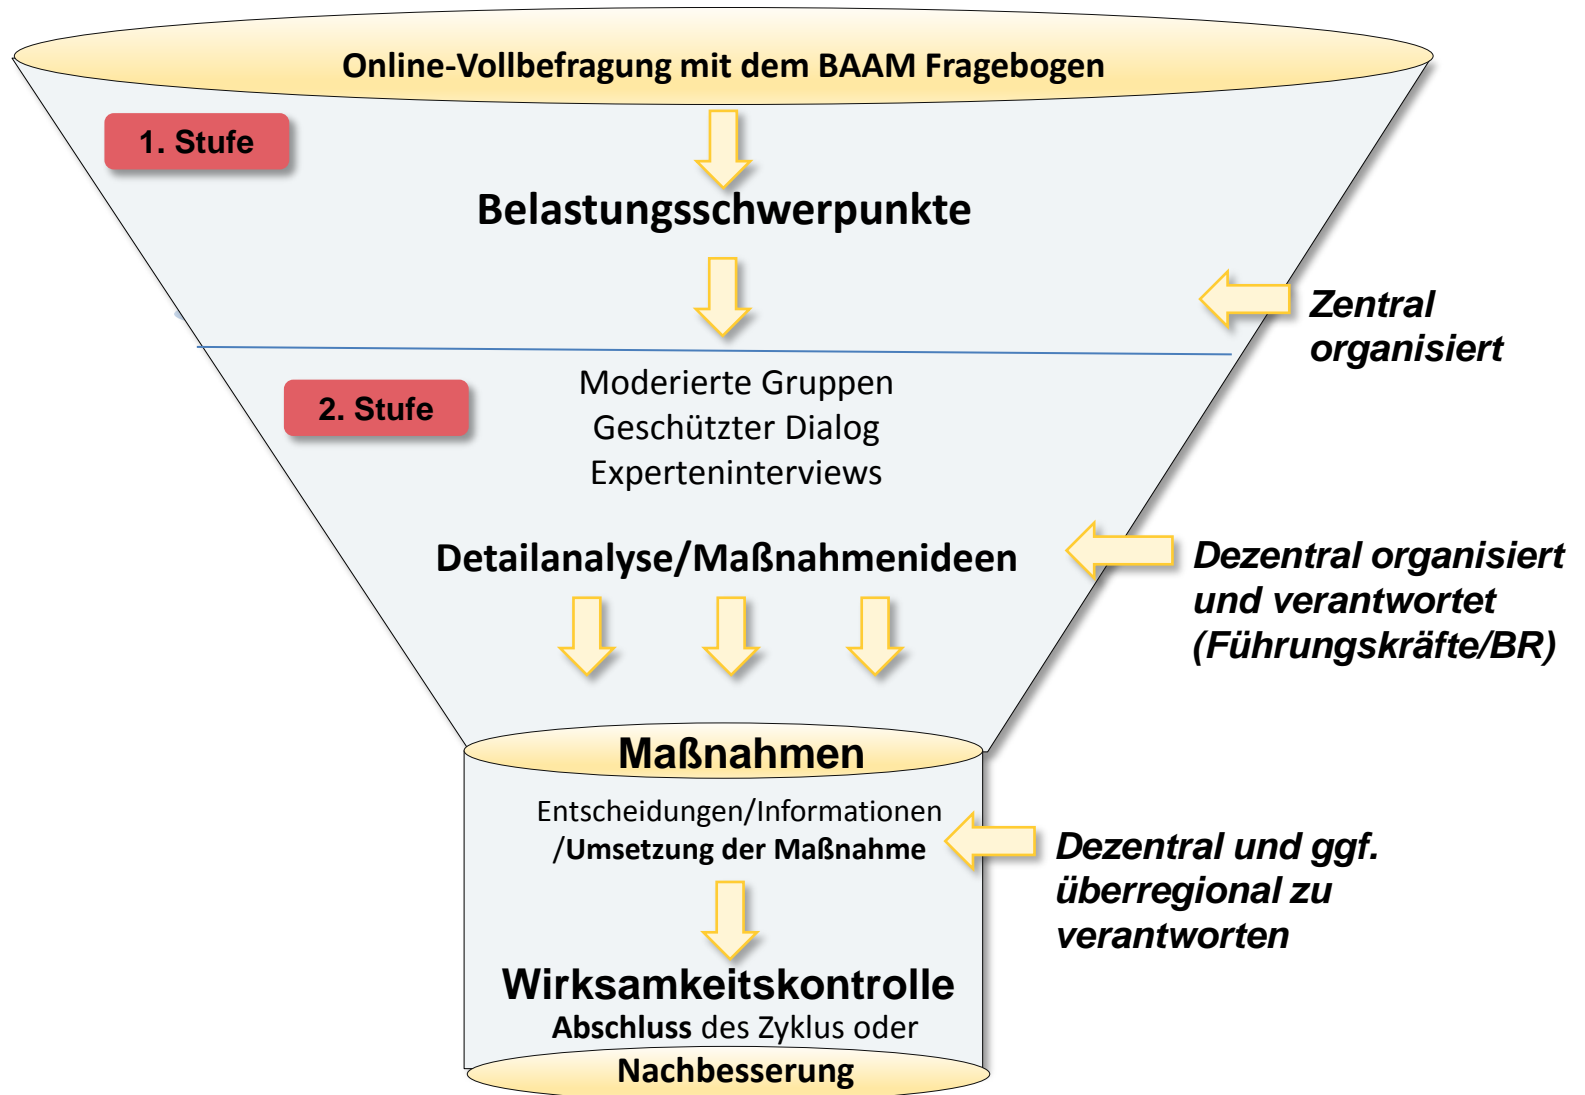 Online-Vollbefragung mit dem BAAM Fragebogen
1. Stufe
Belastungsschwerpunkte
Zentral
organisiert
2. Stufe
Moderierte Gruppen
Geschützter Dialog
Experteninterviews
Detailanalyse/Maßnahmenideen
Dezentral organisiert
und verantwortet
(Führungskräfte/BR)
Maßnahmen
Entscheidungen/Informationen
/Umsetzung der Maßnahme
Dezentral und ggf.
überregional zu
verantworten
Wirksamkeitskontrolle
Abschluss des Zyklus oder
Nachbesserung